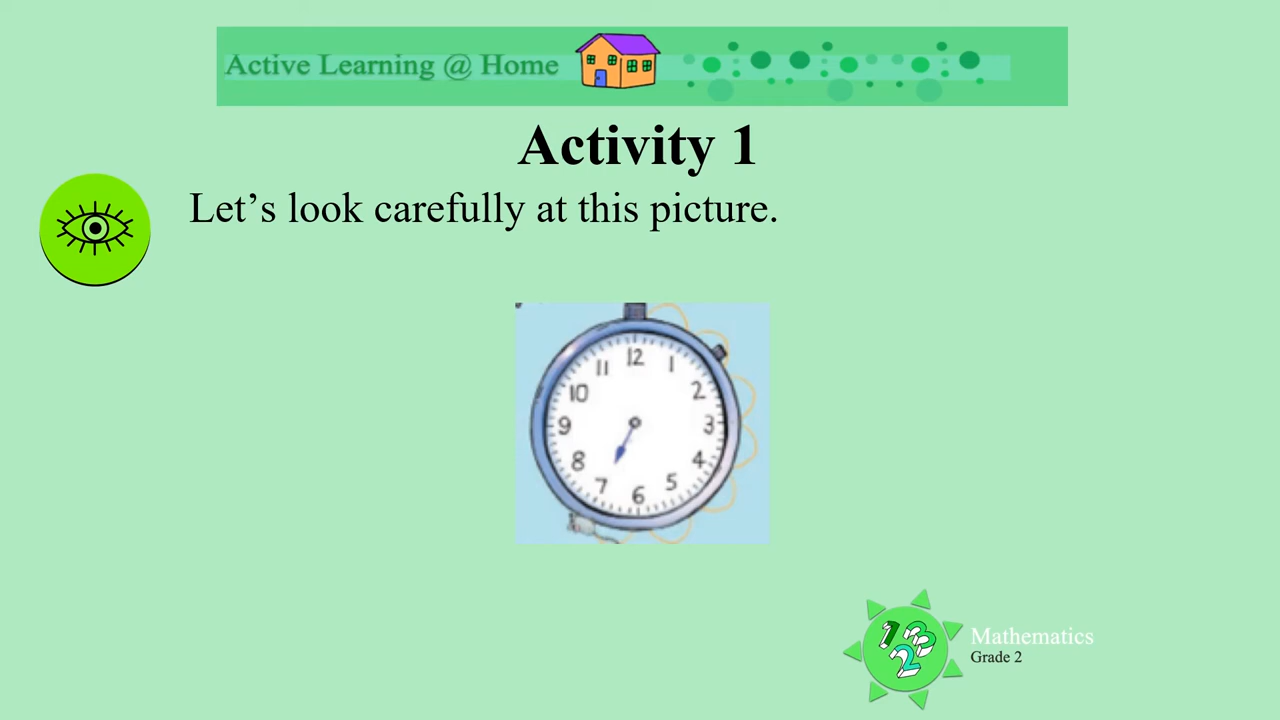 Active Learning @ Home
Activity 1
Let’s look carefully at this picture.
12
11 1
10 2
9 3
8 4
7 5
6
123
Mathematics
Grade 2